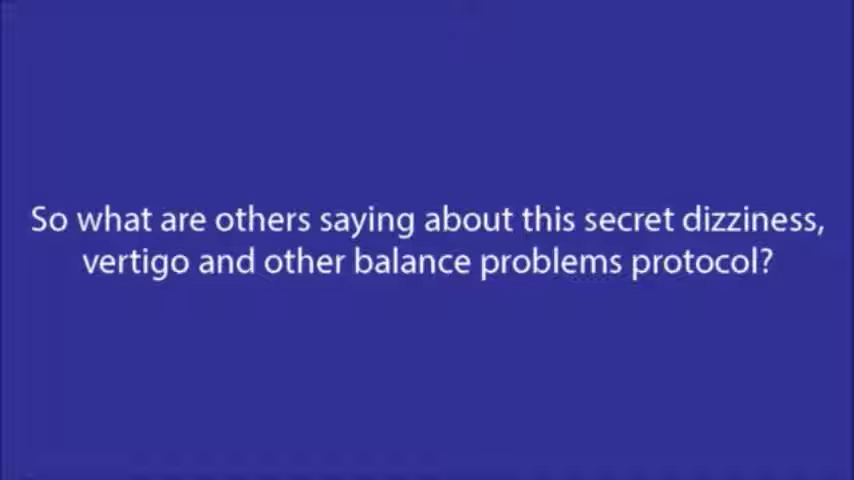 So what are others saying about this secret dizziness,
vertigo and other balance problems protocol?